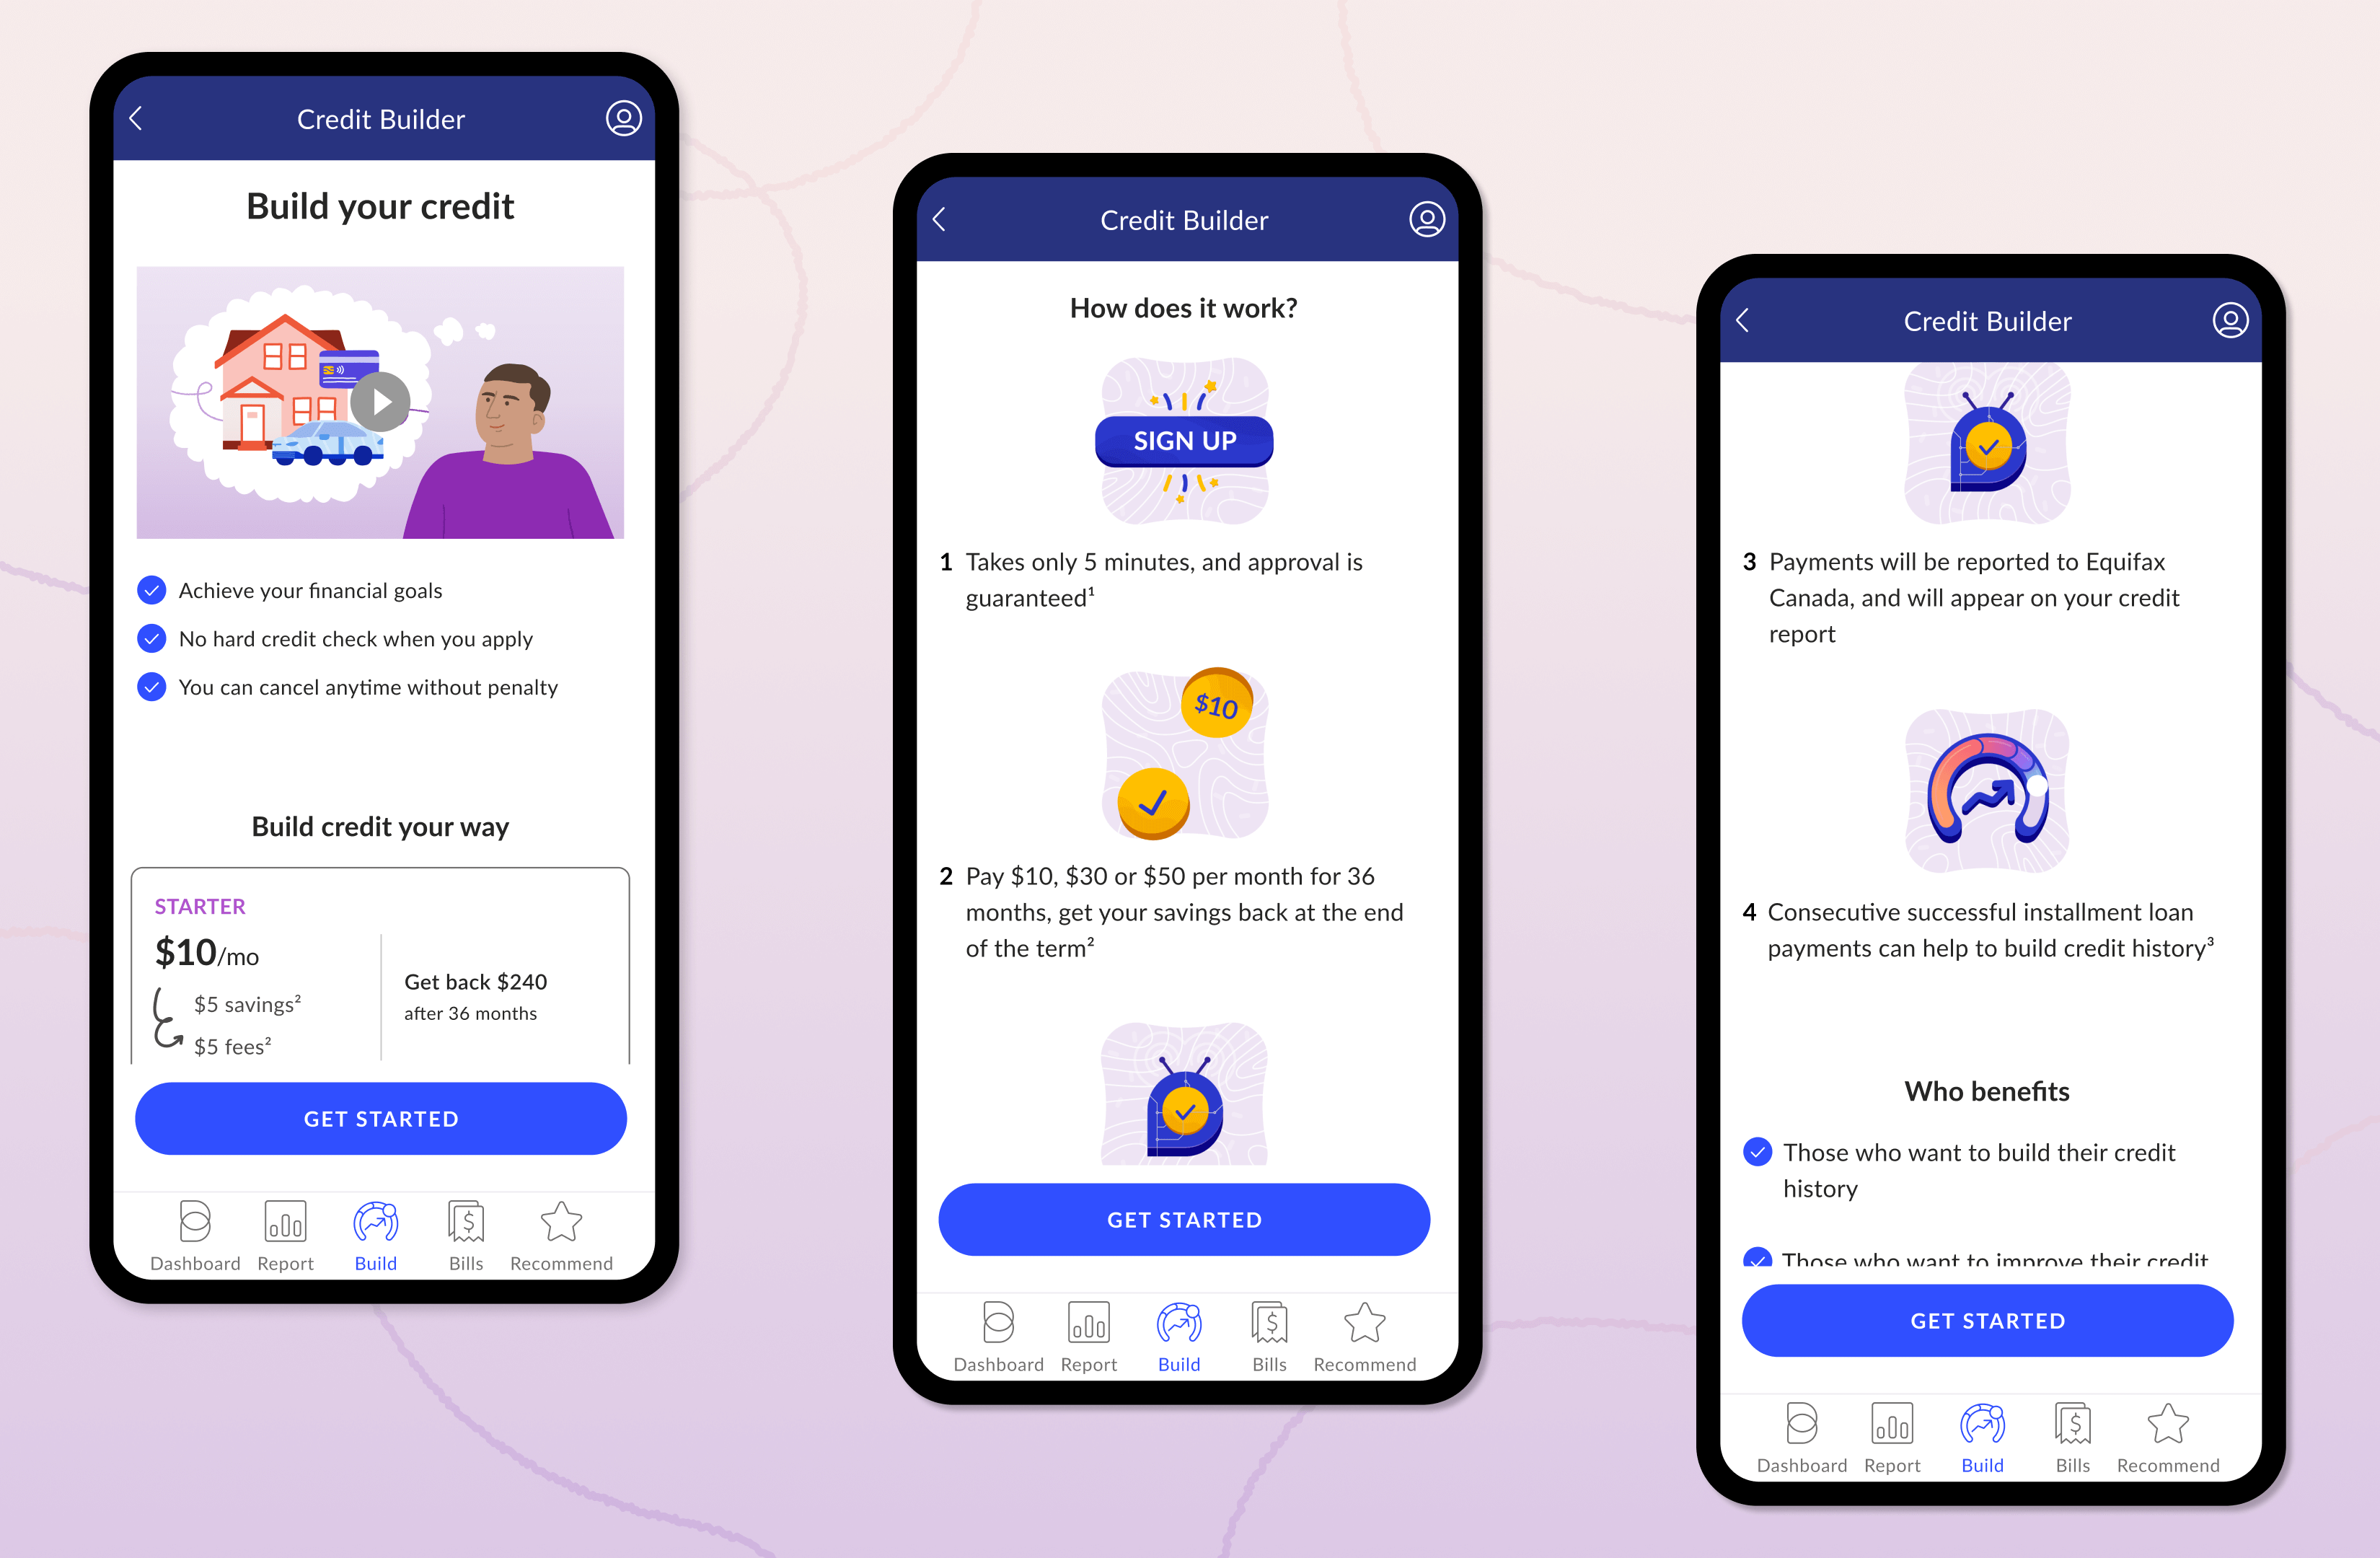 Credit Builder
Build your credit
Achieve your financial goals
No hard credit check when you apply
You can cancel anytime without penalty
Build credit your way
STARTER
$10/mo
$5 savings²
$5 fees²
Get back $240
after 36 months
GET STARTED
Dashboard Report Build Bills Recommend
Credit Builder
How does it work?
SIGN UP
1 Takes only 5 minutes, and approval is
guaranteed¹
$10
2 Pay $10, $30 or $50 per month for 36
months, get your savings back at the end
of the term²
GET STARTED
$
Dashboard Report Build Bills Recommend
Credit Builder
3 Payments will be reported to Equifax
Canada, and will appear on your credit
report
4 Consecutive successful installment loan
payments can help to build credit history³
Who benefits
Those who want to build their credit
history
Those who want to improve their credit
GET STARTED
$
Dashboard Report Build Bills Recommend